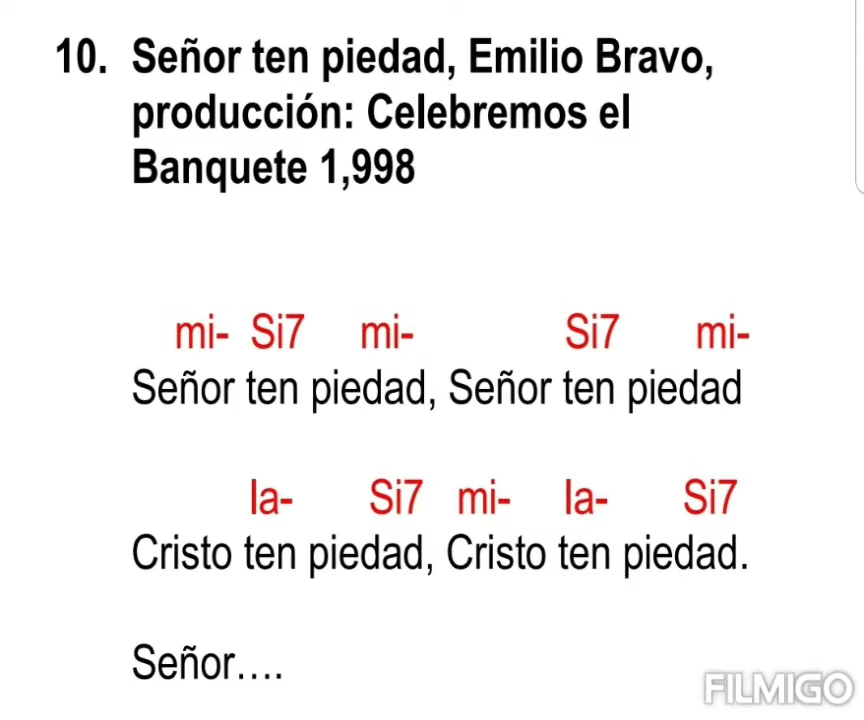 10. Señor ten piedad, Emilio Bravo,
producción: Celebremos el
Banquete 1,998
mi- Si7 mi- Si7 mi-
Señor ten piedad, Señor ten piedad
la- Si7 mi- la- Si7
Cristo ten piedad, Cristo ten piedad.
Señor....
FILMIGO